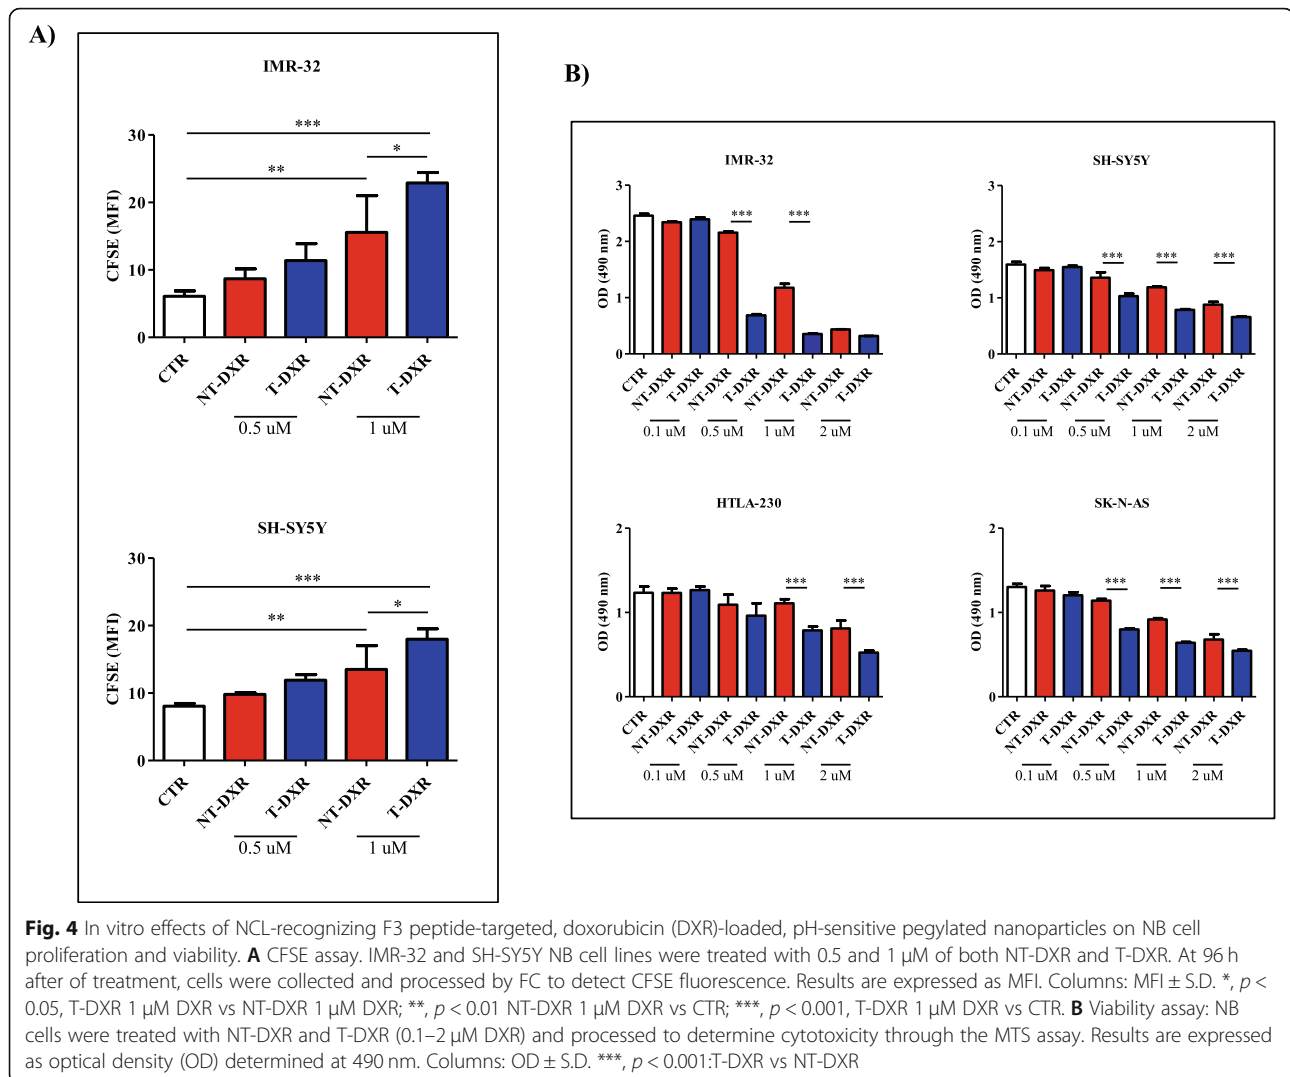 A)
IMR-32
***
**
*
30
20
10
0
CFSE (MFI)
CTR
NT-DXR
T-DXR
NT-DXR
T-DXR
0.5 uM
1 uM
SH-SY5Y
***
**
*
30
20
10
0
CFSE (MFI)
CTR
NT-DXR
T-DXR
NT-DXR
T-DXR
0.5 uM
1 uM
B)
IMR-32
***
***
3
2
1
0
OD (490 nm)
CTR
NT-DXR
T-DXR
NT-DXR
T-DXR
NT-DXR
T-DXR
NT-DXR
T-DXR
0.1 uM
0.5 uM
1 uM
2 uM
SH-SY5Y
***
***
***
3
2
1
0
OD (490 nm)
CTR
NT-DXR
T-DXR
NT-DXR
T-DXR
NT-DXR
T-DXR
NT-DXR
T-DXR
0.1 uM
0.5 uM
1 uM
2 uM
HTLA-230
***
***
2
1
0
OD (490 nm)
CTR
NT-DXR
T-DXR
NT-DXR
T-DXR
NT-DXR
T-DXR
NT-DXR
T-DXR
0.1 uM
0.5 uM
1 uM
2 uM
SK-N-AS
***
***
***
2
1
0
OD (490 nm)
CTR
NT-DXR
T-DXR
NT-DXR
T-DXR
NT-DXR
T-DXR
NT-DXR
T-DXR
0.1 uM
0.5 uM
1 uM
2 uM
Fig. 4 In vitro effects of NCL-recognizing F3 peptide-targeted, doxorubicin (DXR)-loaded, pH-sensitive pegylated nanoparticles on NB cell
proliferation and viability. A CFSE assay. IMR-32 and SH-SY5Y NB cell lines were treated with 0.5 and 1 μM of both NT-DXR and T-DXR. At 96 h
after of treatment, cells were collected and processed by FC to detect CFSE fluorescence. Results are expressed as MFI. Columns: MFI ± S.D. *, p <
0.05, T-DXR 1 μM DXR vs NT-DXR 1 μM DXR; **, p < 0.01 NT-DXR 1 μM DXR vs CTR; ***, p < 0.001, T-DXR 1 μM DXR vs CTR. B Viability assay: NB
cells were treated with NT-DXR and T-DXR (0.1–2 μM DXR) and processed to determine cytotoxicity through the MTS assay. Results are expressed
as optical density (OD) determined at 490 nm. Columns: OD ± S.D. ***, p < 0.001:T-DXR vs NT-DXR